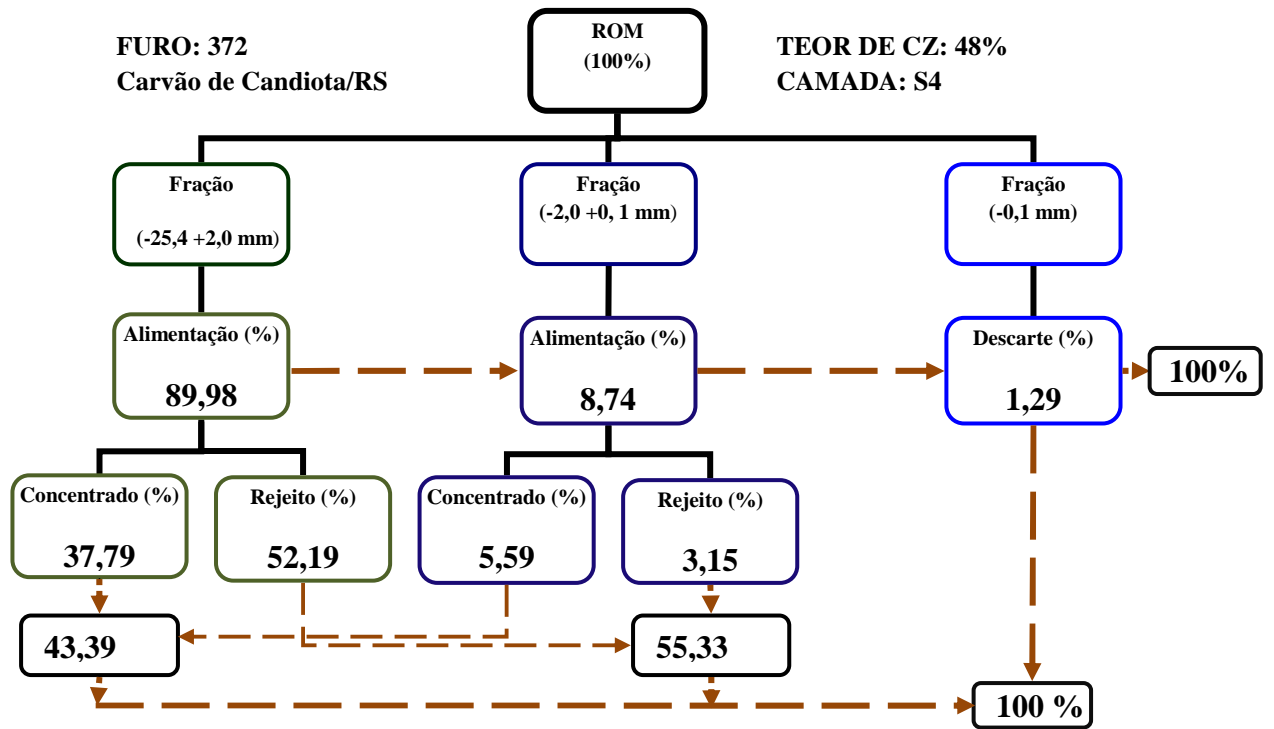 FURO: 372
Carvão de Candiota/RS
ROM
(100%)
TEOR DE CZ: 48%
CAMADA: S4
Fração
(-25,4 +2,0 mm)
Fração
(-2,0 +0, 1 mm)
Fração
(-0,1 mm)
Alimentação (%)
89,98
Alimentação (%)
8,74
Descarte (%)
1,29
100%
Concentrado (%)
37,79
Rejeito (%)
52,19
Concentrado (%)
5,59
Rejeito (%)
3,15
43,39
55,33
100 %